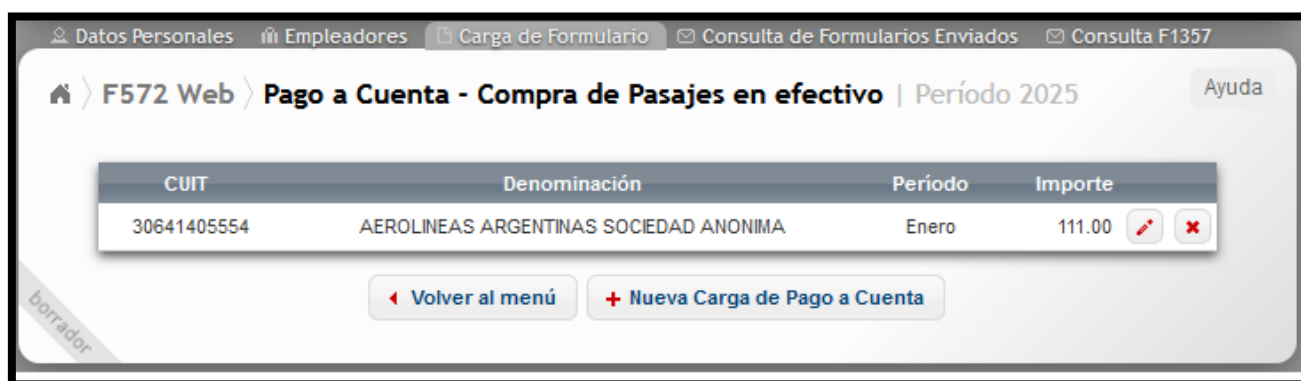 Datos Personales Empleadores Carga de Formulario Consulta de Formularios Enviados Consulta F1357
F572 Web Pago a Cuenta - Compra de Pasajes en efectivo | Período 2025 Ayuda
CUIT Denominación Período Importe
30641405554 AEROLINEAS ARGENTINAS SOCIEDAD ANONIMA Enero 111.00
Volver al menú + Nueva Carga de Pago a Cuenta
borrador